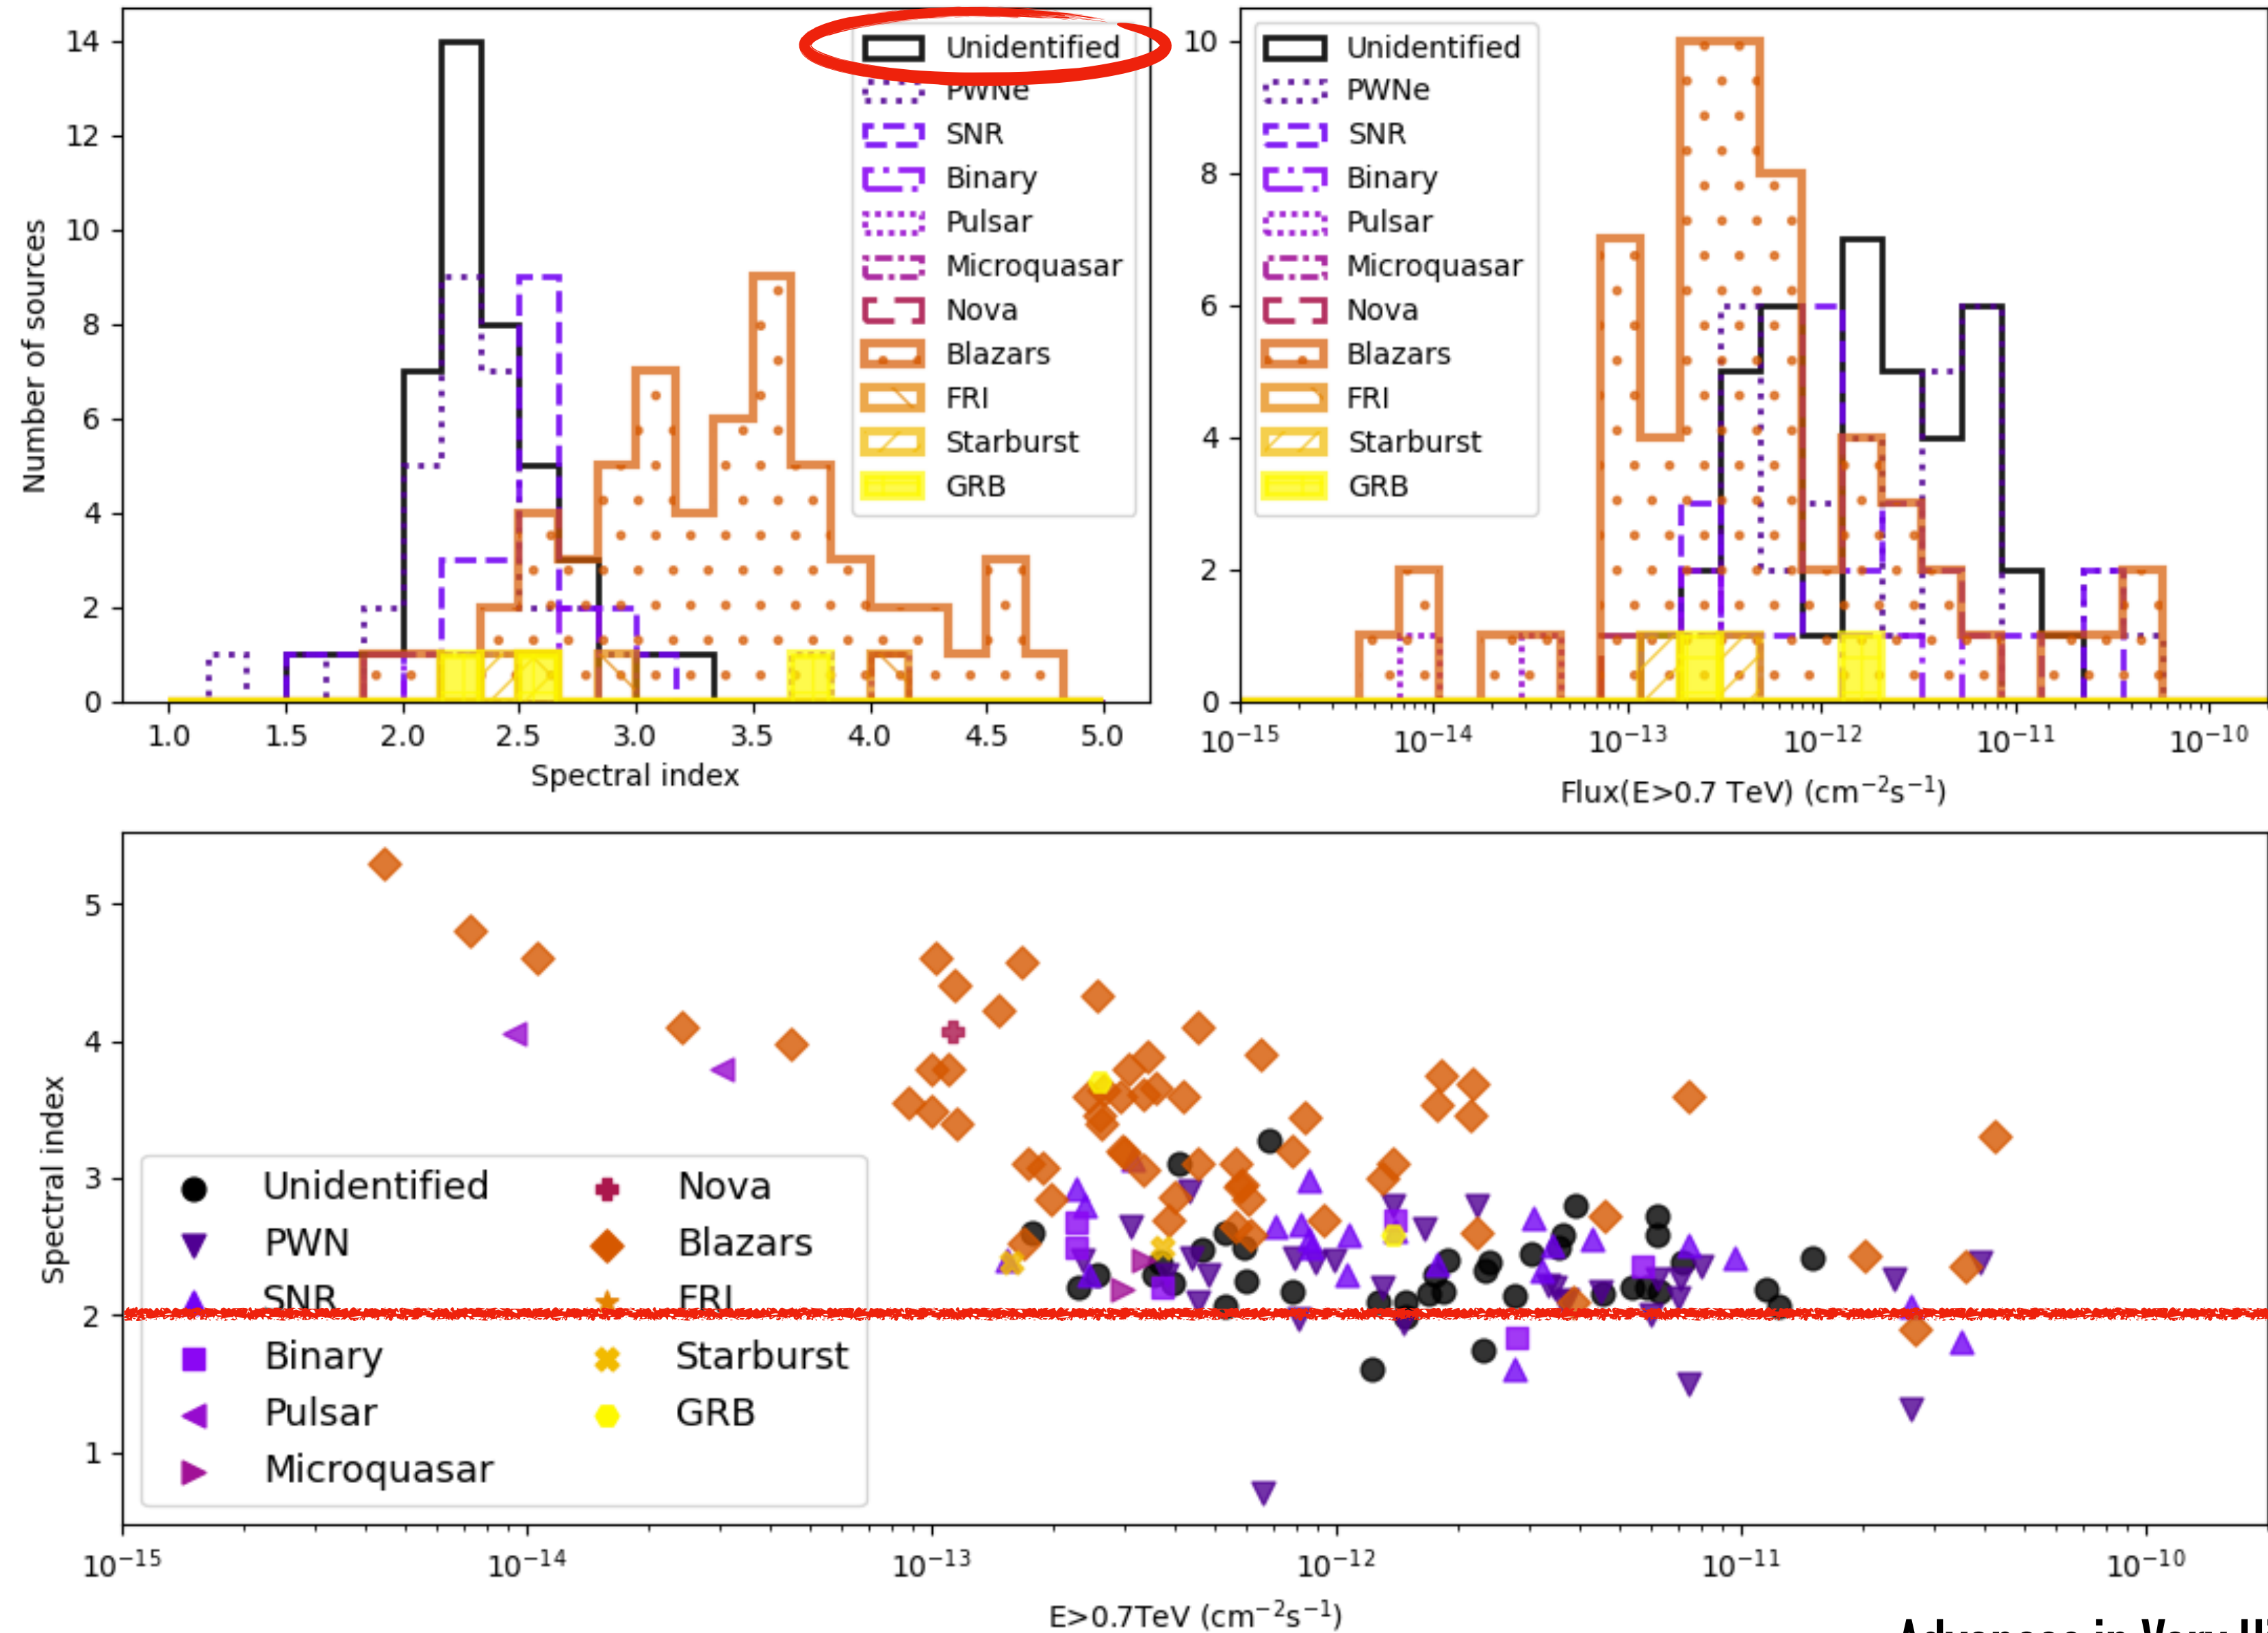 Number of sources
14
12
10
8
6
4
2
0
1.0 1.5 2.0 2.5 3.0 3.5 4.0 4.5 5.0
Spectral index
Unidentified
PWNe
SNR
Binary
Pulsar
Microquasar
Nova
Blazars
FRI
Starburst
GRB
10
8
6
4
2
0
10⁻¹⁵ 10⁻¹⁴ 10⁻¹³ 10⁻¹² 10⁻¹¹ 10⁻¹⁰
Flux(E>0.7 TeV) (cm⁻²s⁻¹)
Unidentified
PWNe
SNR
Binary
Pulsar
Microquasar
Nova
Blazars
FRI
Starburst
GRB
Spectral index
5
4
3
2
1
Unidentified
PWN
SNR
Binary
Pulsar
Microquasar
Nova
Blazars
FRI
Starburst
GRB
10⁻¹⁵ 10⁻¹⁴ 10⁻¹³ 10⁻¹² 10⁻¹¹ 10⁻¹⁰
E>0.7TeV (cm⁻²s⁻¹)
Advances in Very